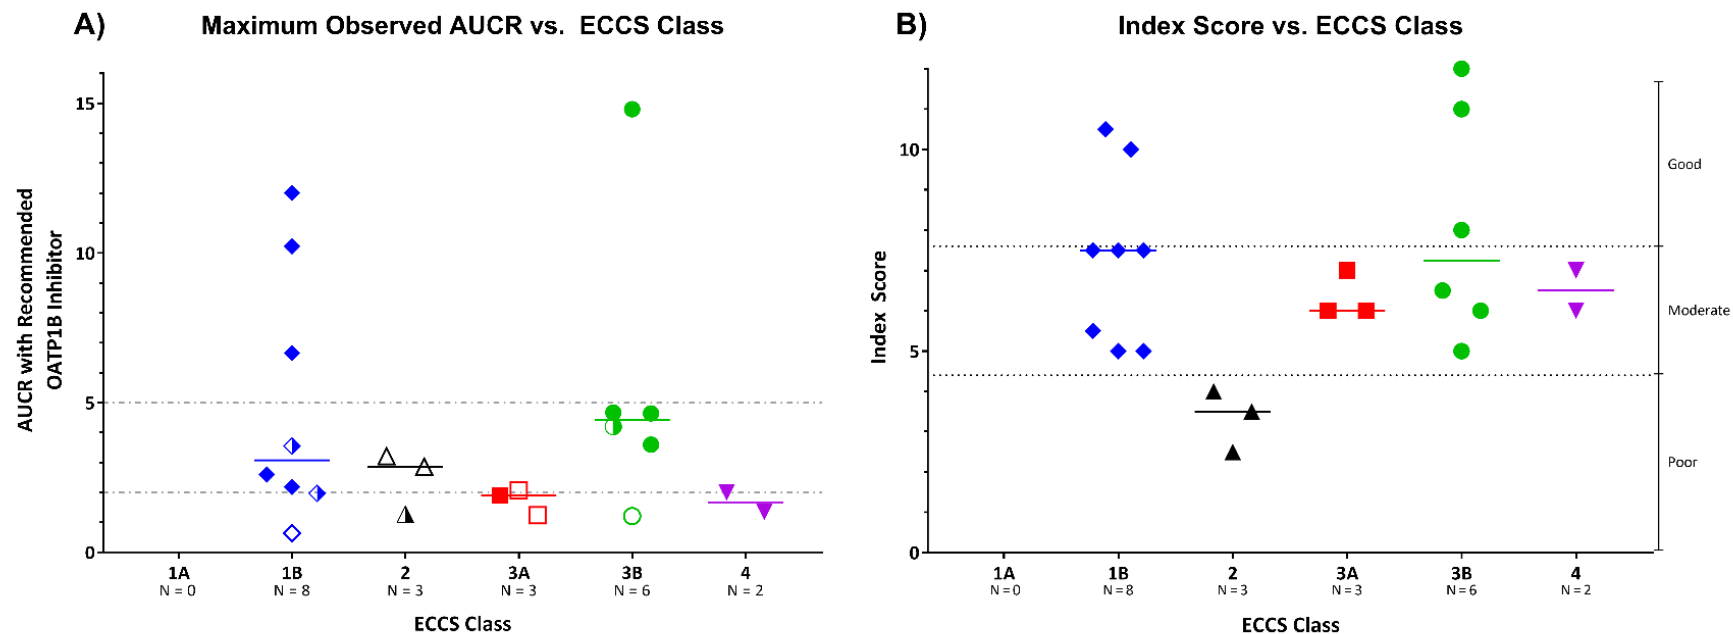 A) Maximum Observed AUCR vs. ECCS Class
AUCR with Recommended
OATP1B Inhibitor
15
10
5
0
1A 1B 2 3A 3B 4
N = 0 N = 8 N = 3 N = 3 N = 6 N = 2
ECCS Class
B) Index Score vs. ECCS Class
Index Score
10
5
0
Good
Moderate
Poor
1A 1B 2 3A 3B 4
N = 0 N = 8 N = 3 N = 3 N = 6 N = 2
ECCS Class